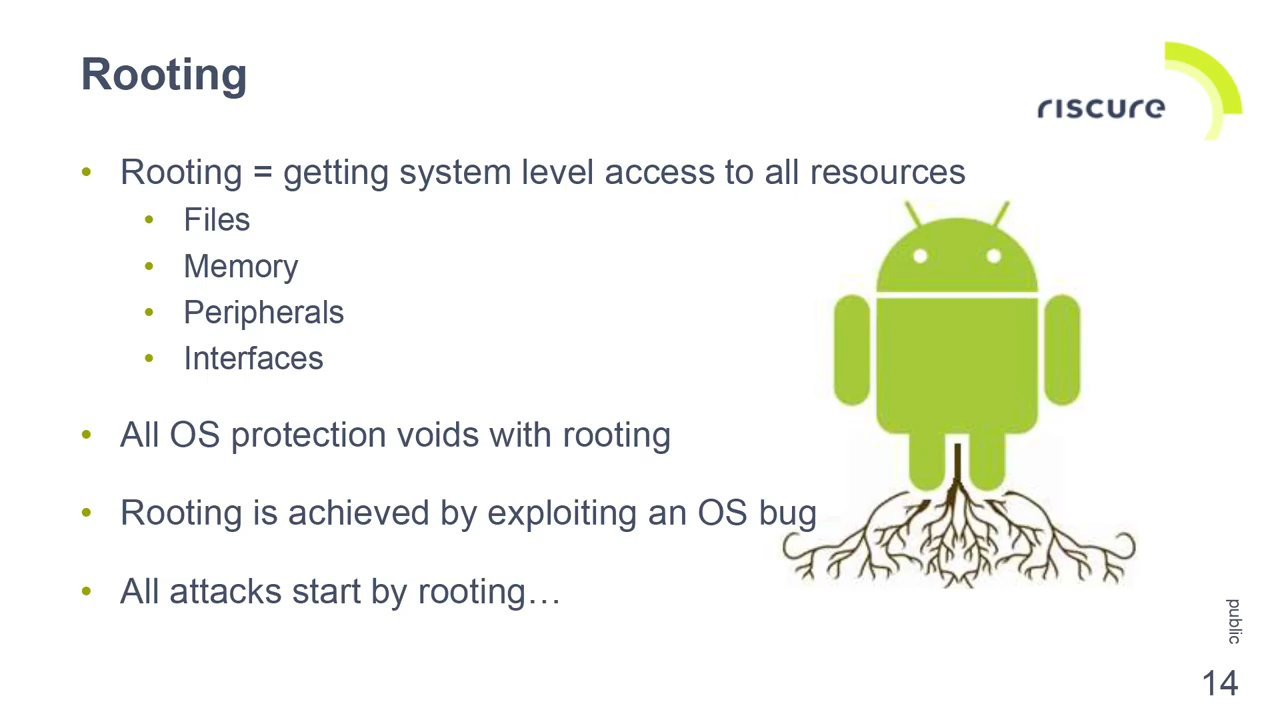 Rooting
riscure
• Rooting = getting system level access to all resources
• Files
• Memory
• Peripherals
• Interfaces
• All OS protection voids with rooting
• Rooting is achieved by exploiting an OS bug
• All attacks start by rooting…
public
14